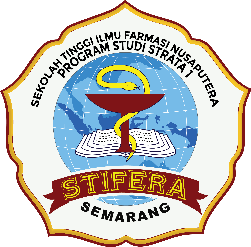 SEKOLAH TINGGI ILMU FARMASI NUSAPUTERA
PROGRAM STUDI STRATA 1
STIFERA
SEMARANG